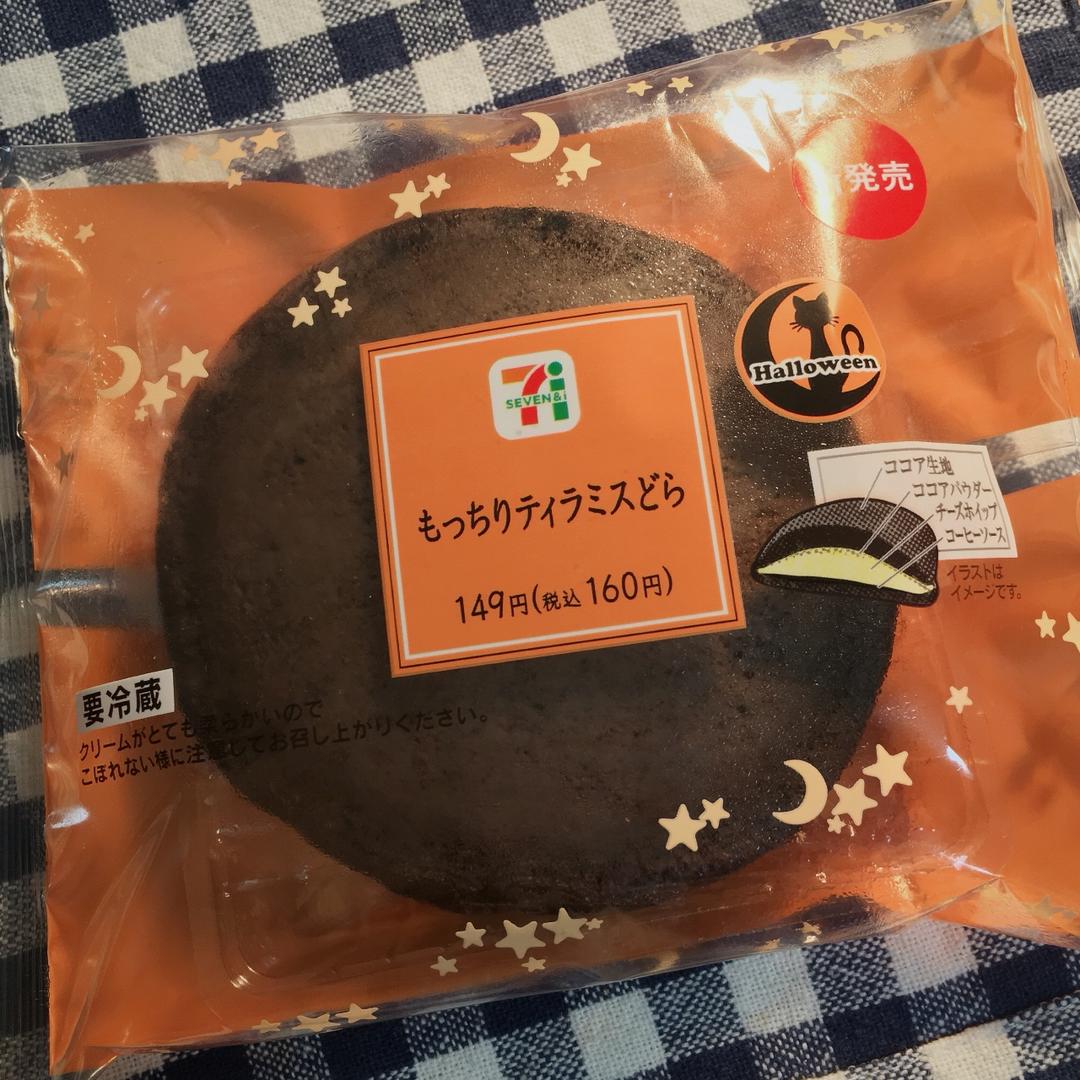 発売
Halloween
SEVEN&i
もっちりティラミスどら
149円(税込160円)
ココア生地
ココアパウダー
チーズホイップ
コーヒーソース
イラストは
イメージです。
要冷蔵
クリームがとても柔らかいので
こぼれない様に注意してお召し上がりください。